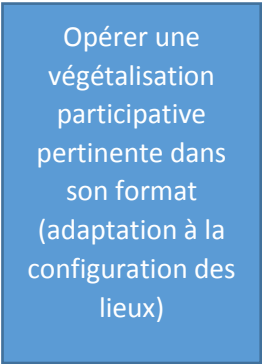 Opérer une
végétalisation
participative
pertinente dans
son format
(adaptation à la
configuration des
lieux)